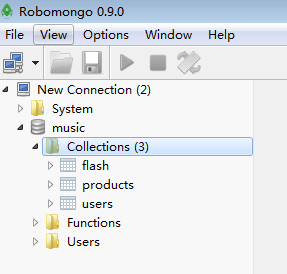 Robomongo 0.9.0
File View Options Window Help
New Connection (2)
System
music
Collections (3)
flash
products
users
Functions
Users